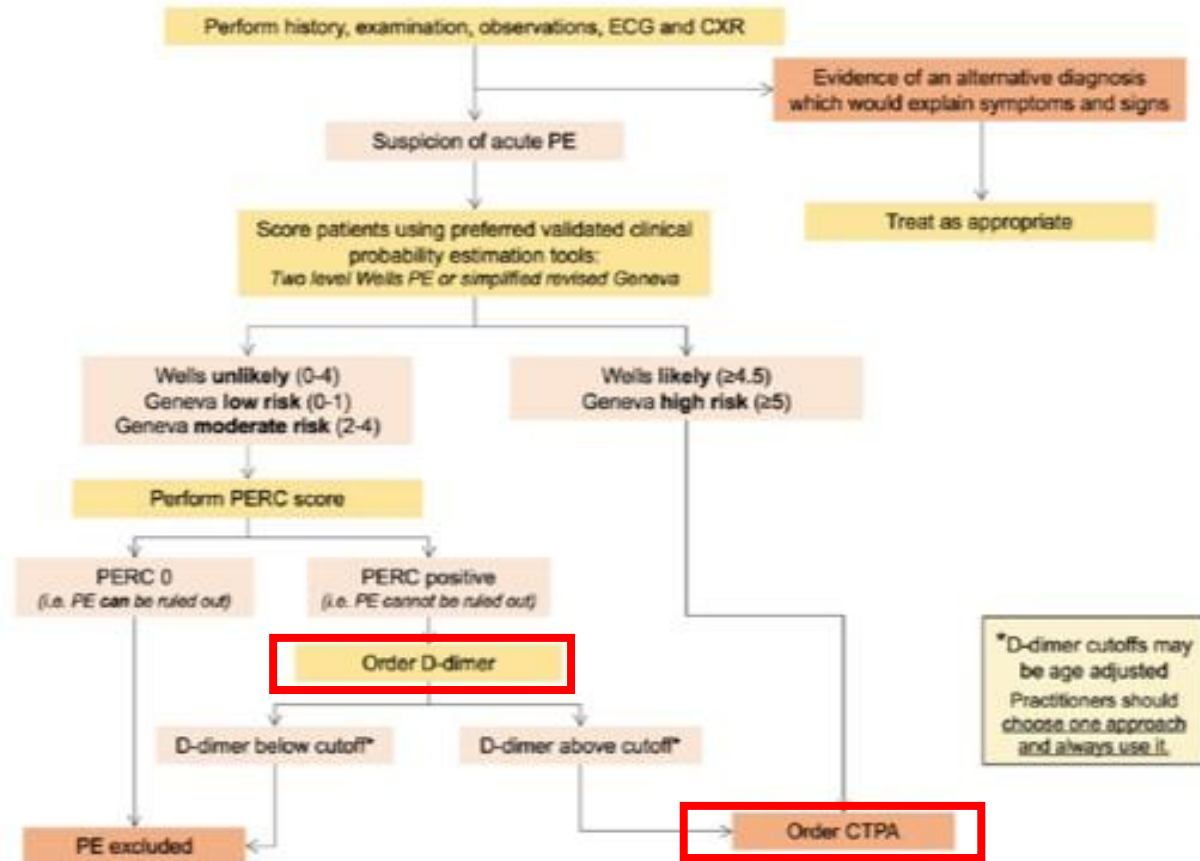 Perform history, examination, observations, ECG and CXR
Evidence of an alternative diagnosis
which would explain symptoms and signs
Suspicion of acute PE
Treat as appropriate
Score patients using preferred validated clinical
probability estimation tools:
Two level Wells PE or simplified revised Geneva
Wells unlikely (0-4)
Geneva low risk (0-1)
Geneva moderate risk (2-4)
Wells likely (≥4.5)
Geneva high risk (≥5)
Perform PERC score
PERC 0
(i.e. PE can be ruled out)
PERC positive
(i.e. PE cannot be ruled out)
Order D-dimer
*D-dimer cutoffs may
be age adjusted
Practitioners should
choose one approach
and always use it.
D-dimer below cutoff*
D-dimer above cutoff*
PE excluded
Order CTPA